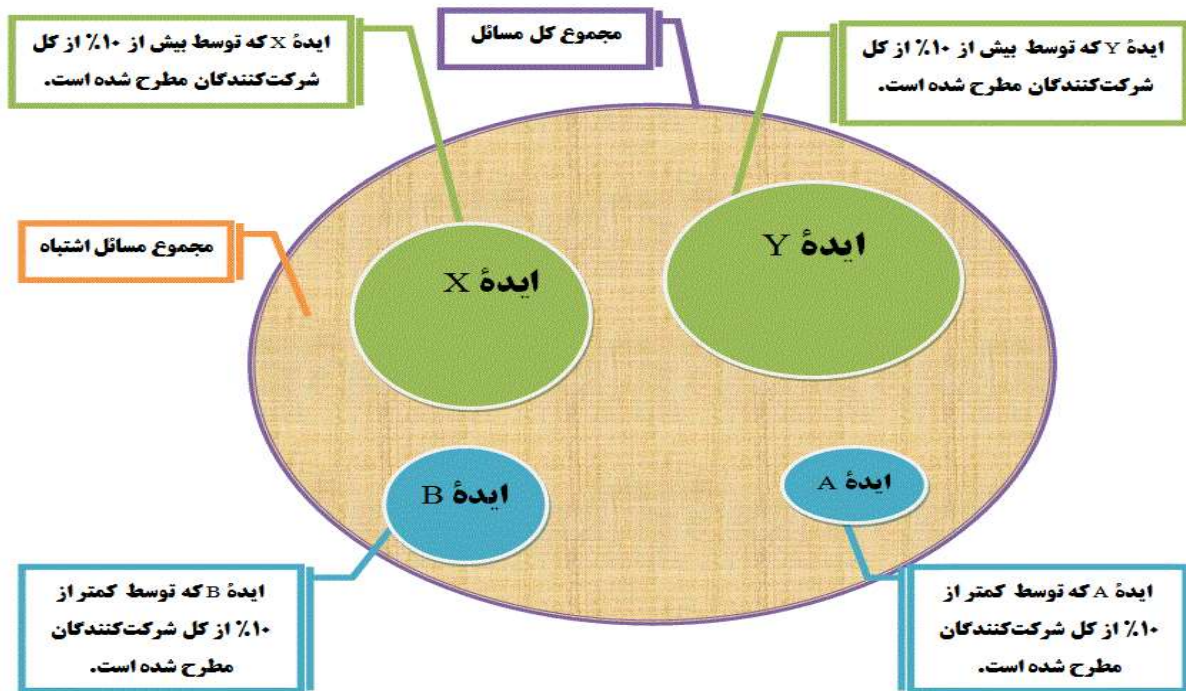 ایدهٔ Y که توسط بیش از ۱۰٪ از کل
شرکت‌کنندگان مطرح شده است.
مجموع کل مسائل
ایدهٔ X که توسط بیش از ۱۰٪ از کل
شرکت‌کنندگان مطرح شده است.
مجموع مسائل اشتباه
ایدهٔ Y
ایدهٔ X
ایدهٔ A
ایدهٔ B
ایدهٔ A که توسط کمتر از
۱۰٪ از کل شرکت‌کنندگان
مطرح شده است.
ایدهٔ B که توسط کمتر از
۱۰٪ از کل شرکت‌کنندگان
مطرح شده است.